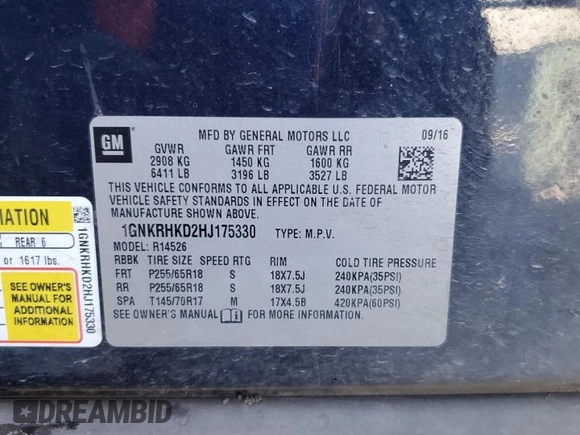 GM
MFD BY GENERAL MOTORS LLC 09/16
GVWR GAWR FRT GAWR RR
2908 KG 1450 KG 1600 KG
6411 LB 3196 LB 3527 LB
THIS VEHICLE CONFORMS TO ALL APPLICABLE U.S. FEDERAL MOTOR
VEHICLE SAFETY STANDARDS IN EFFECT ON THE DATE OF
MANUFACTURE SHOWN ABOVE.
1GNKRHKD2HJ175330 TYPE: M.P.V.
MODEL: R14526
RBBK TIRE SIZE SPEED RTG RIM COLD TIRE PRESSURE
FRT P255/65R18 S 18X7.5J 240KPA(35PSI)
RR P255/65R18 S 18X7.5J 240KPA(35PSI)
SPA T145/70R17 M 17X4.5B 420KPA(60PSI)
SEE OWNER'S MANUAL FOR MORE INFORMATION.
REAR 6
or 1617 lbs.
SEE OWNER'S
MANUAL FOR
ADDITIONAL
INFORMATION
1GNKRHKD2HJ175330
DREAMBID